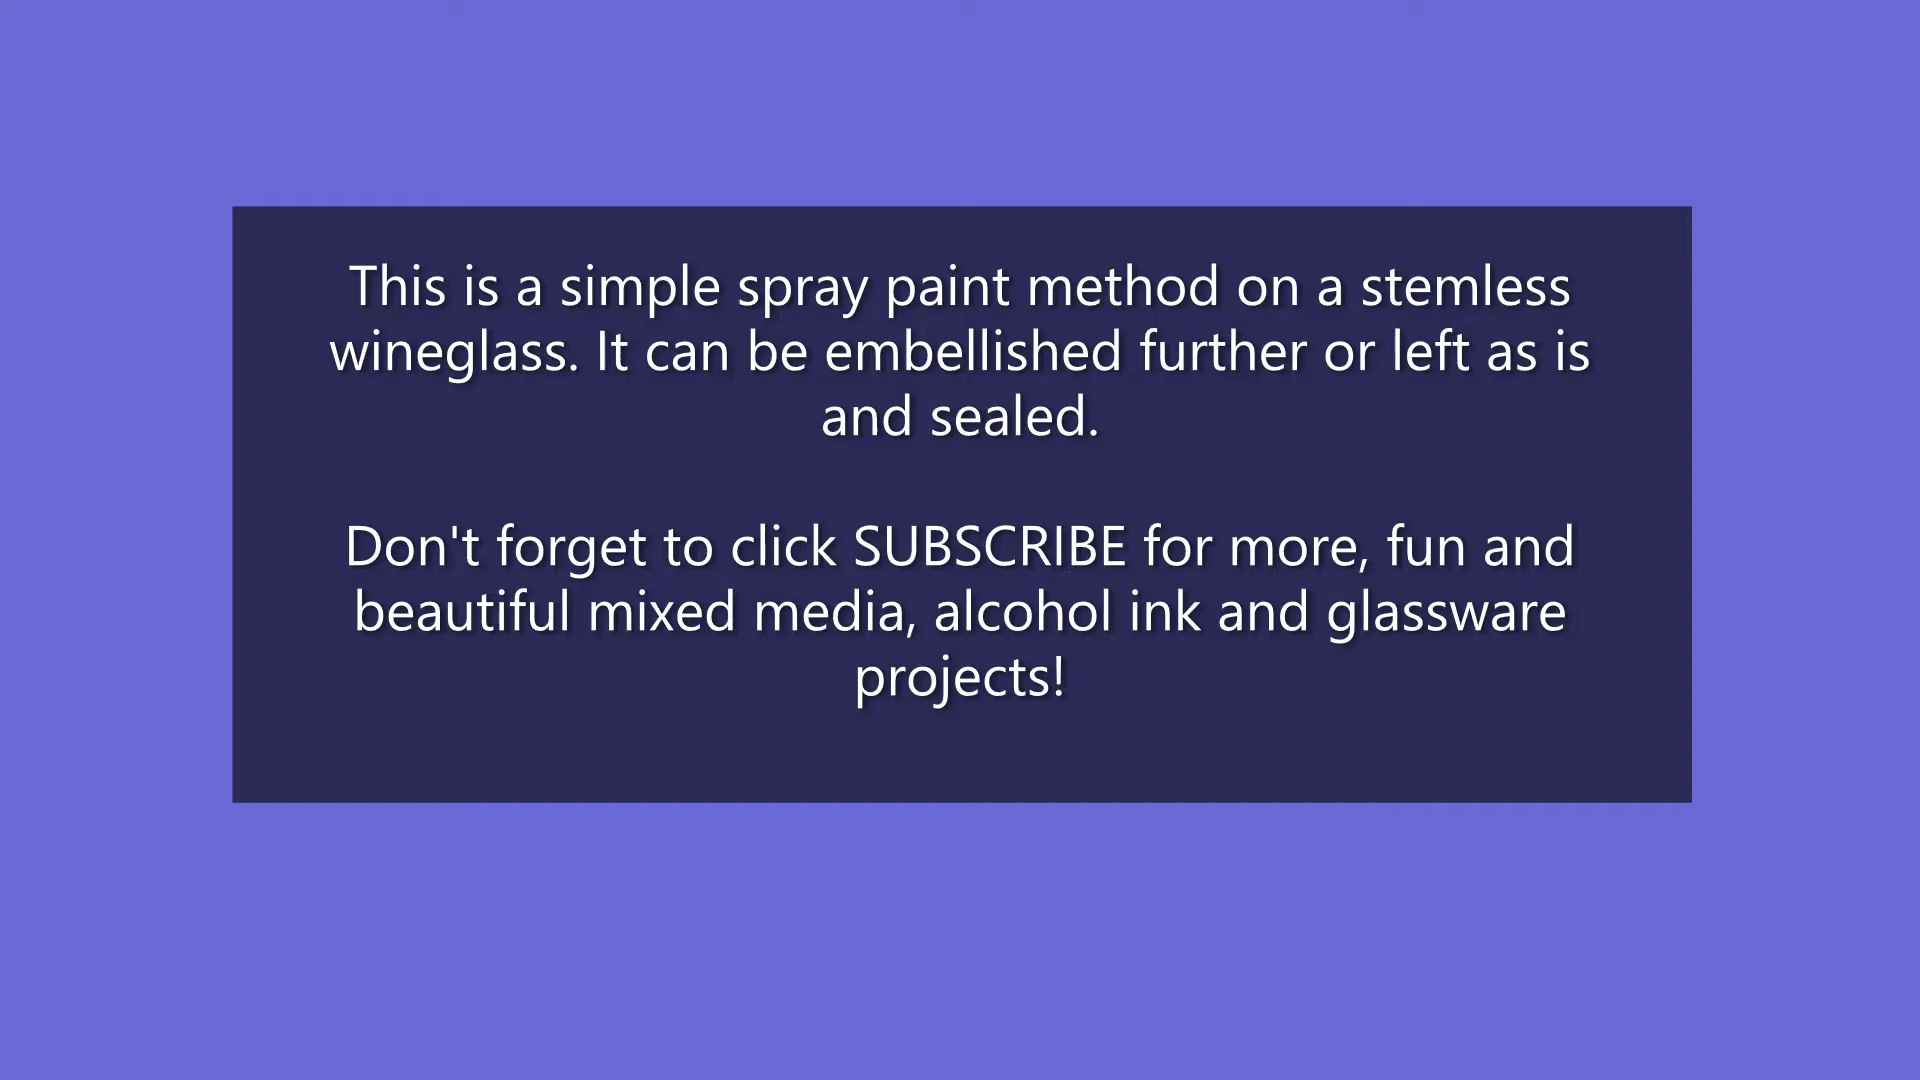 This is a simple spray paint method on a stemless
wineglass. It can be embellished further or left as is
and sealed.
Don't forget to click SUBSCRIBE for more, fun and
beautiful mixed media, alcohol ink and glassware
projects!